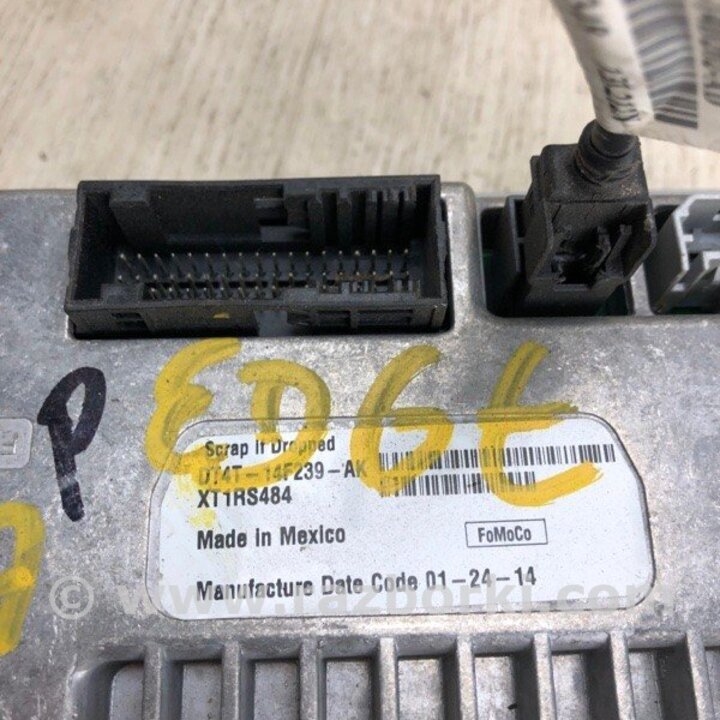 P EDGE
Scrap if Dropped
DT4T-14F239-AK
XT1RS484
Made in Mexico
FoMoCo
Manufacture Date Code 01-24-14
© www.razborki.com